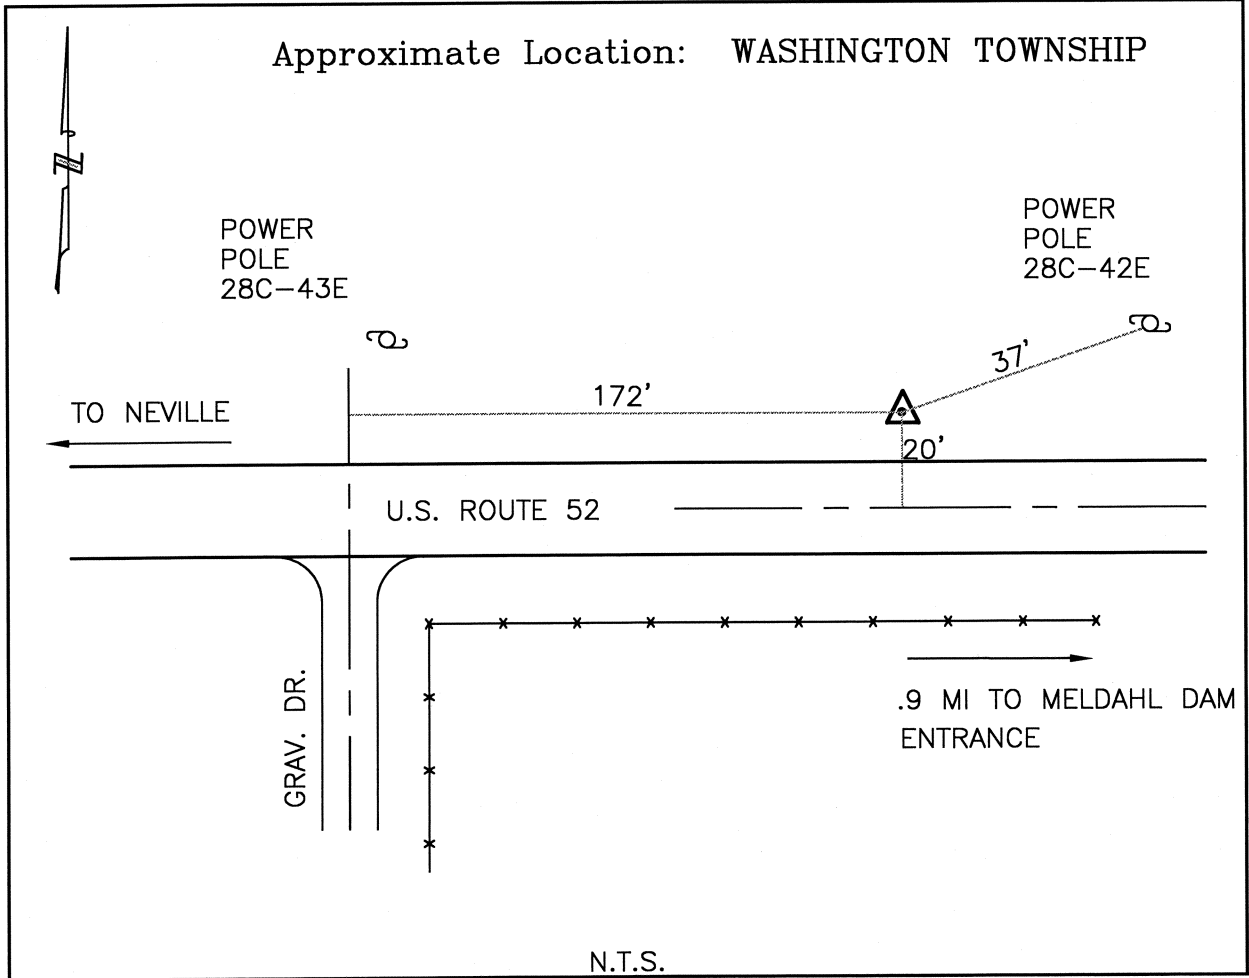 Approximate Location: WASHINGTON TOWNSHIP
N
POWER
POLE
28C-43E
POWER
POLE
28C-42E
37'
172'
TO NEVILLE
20'
U.S. ROUTE 52
GRAV. DR.
.9 MI TO MELDAHL DAM
ENTRANCE
N.T.S.